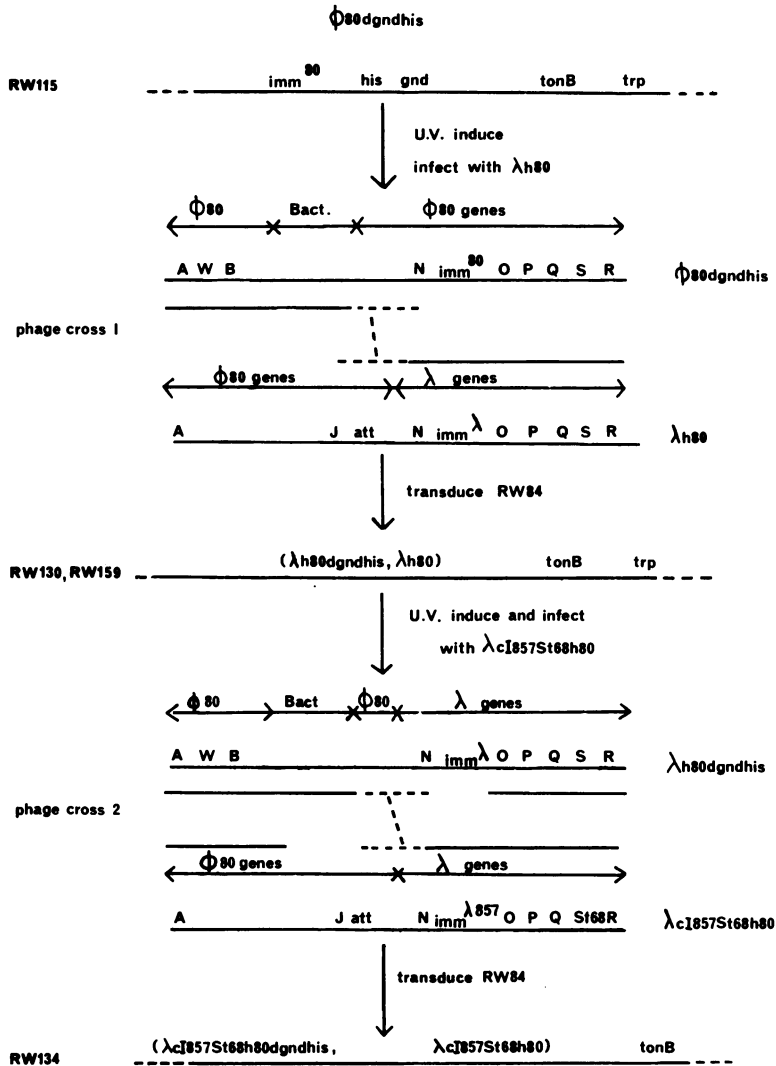 ϕ80dgndhis
RW115 imm80 his gnd tonB trp
U.V. induce
infect with λh80
ϕ80 Bact. ϕ80 genes
A W B N imm80 O P Q S R ϕ80dgndhis
phage cross 1
ϕ80 genes λ genes
A J att N immλ O P Q S R λh80
transduce RW84
RW130, RW159 (λh80dgndhis, λh80) tonB trp
U.V. induce and infect
with λcI857St68h80
ϕ80 Bact ϕ80 λ genes
A W B N immλ O P Q S R λh80dgndhis
phage cross 2
ϕ80 genes λ genes
A J att N immλ857 O P Q St68R λcI857St68h80
transduce RW84
RW134 (λcI857St68h80dgndhis, λcI857St68h80) tonB